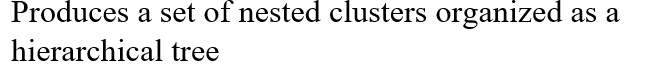 Produces a set of nested clusters organized as a
hierarchical tree